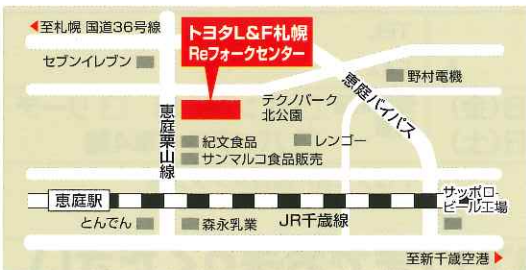 ◀至札幌 国道36号線
トヨタL&F札幌
Reフォークセンター
セブンイレブン
野村電機
恵庭バイパス
テクノパーク
北公園
恵庭栗山線
紀文食品
レンゴー
サンマルコ食品販売
恵庭駅
サッポロ
ビール工場
とんでん
森永乳業
JR千歳線
至新千歳空港▶